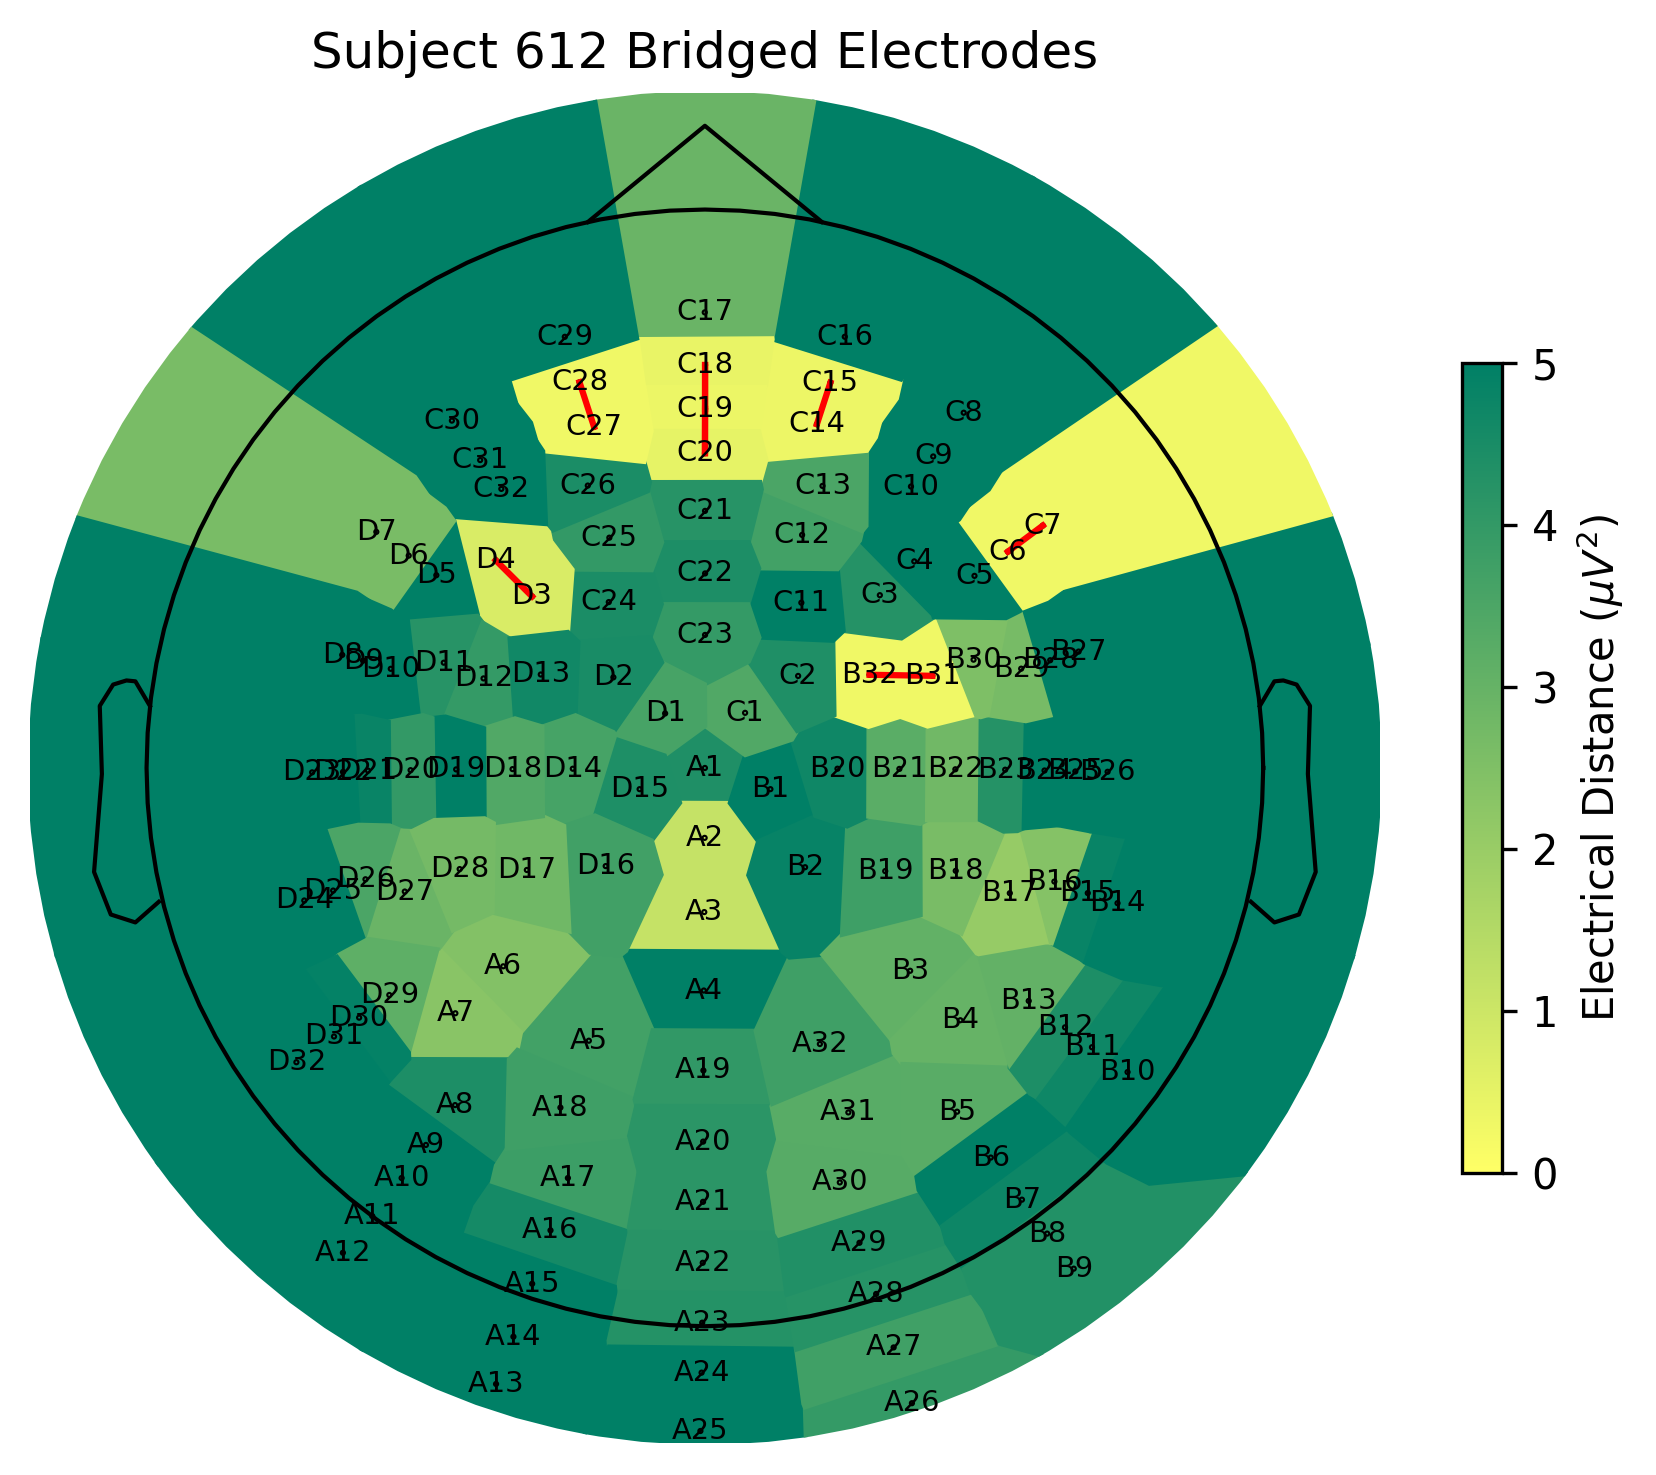 Subject 612 Bridged Electrodes
C17
C29 C16
C18
C28 C15
C19
C30 C27 C14 C8
C20
C31 C9
C32 C26 C13 C10
C21
D7 C25 C12 C7
D6 D4 C6
D5 C22 C4 C5
D3 C24 C11 C3
C23
D8 D9 D10 D11 D12 D13 D2 C2 B32 B31 B30 B29 B28 B27
D1 C1
D23 D22 D21 D20 D19 D18 D14 A1 B20 B21 B22 B23 B24 B25 B26
D15 B1
A2
D24 D25 D26 D27 D28 D17 D16 B2 B19 B18 B17 B16 B15 B14
A3
A6 B3
D29 A4 B13
D30 A7 B4
D31 A5 A32 B12
D32 A19 B11
B10
A8 A18 A31 B5
A9 A20 B6
A10 A17 A30
A11 A21 B7
A12 A16 A29 B8
A22 B9
A15 A28
A14 A23 A27
A13 A24
A26
A25
5
4
3
2
1
0
Electrical Distance (μV²)